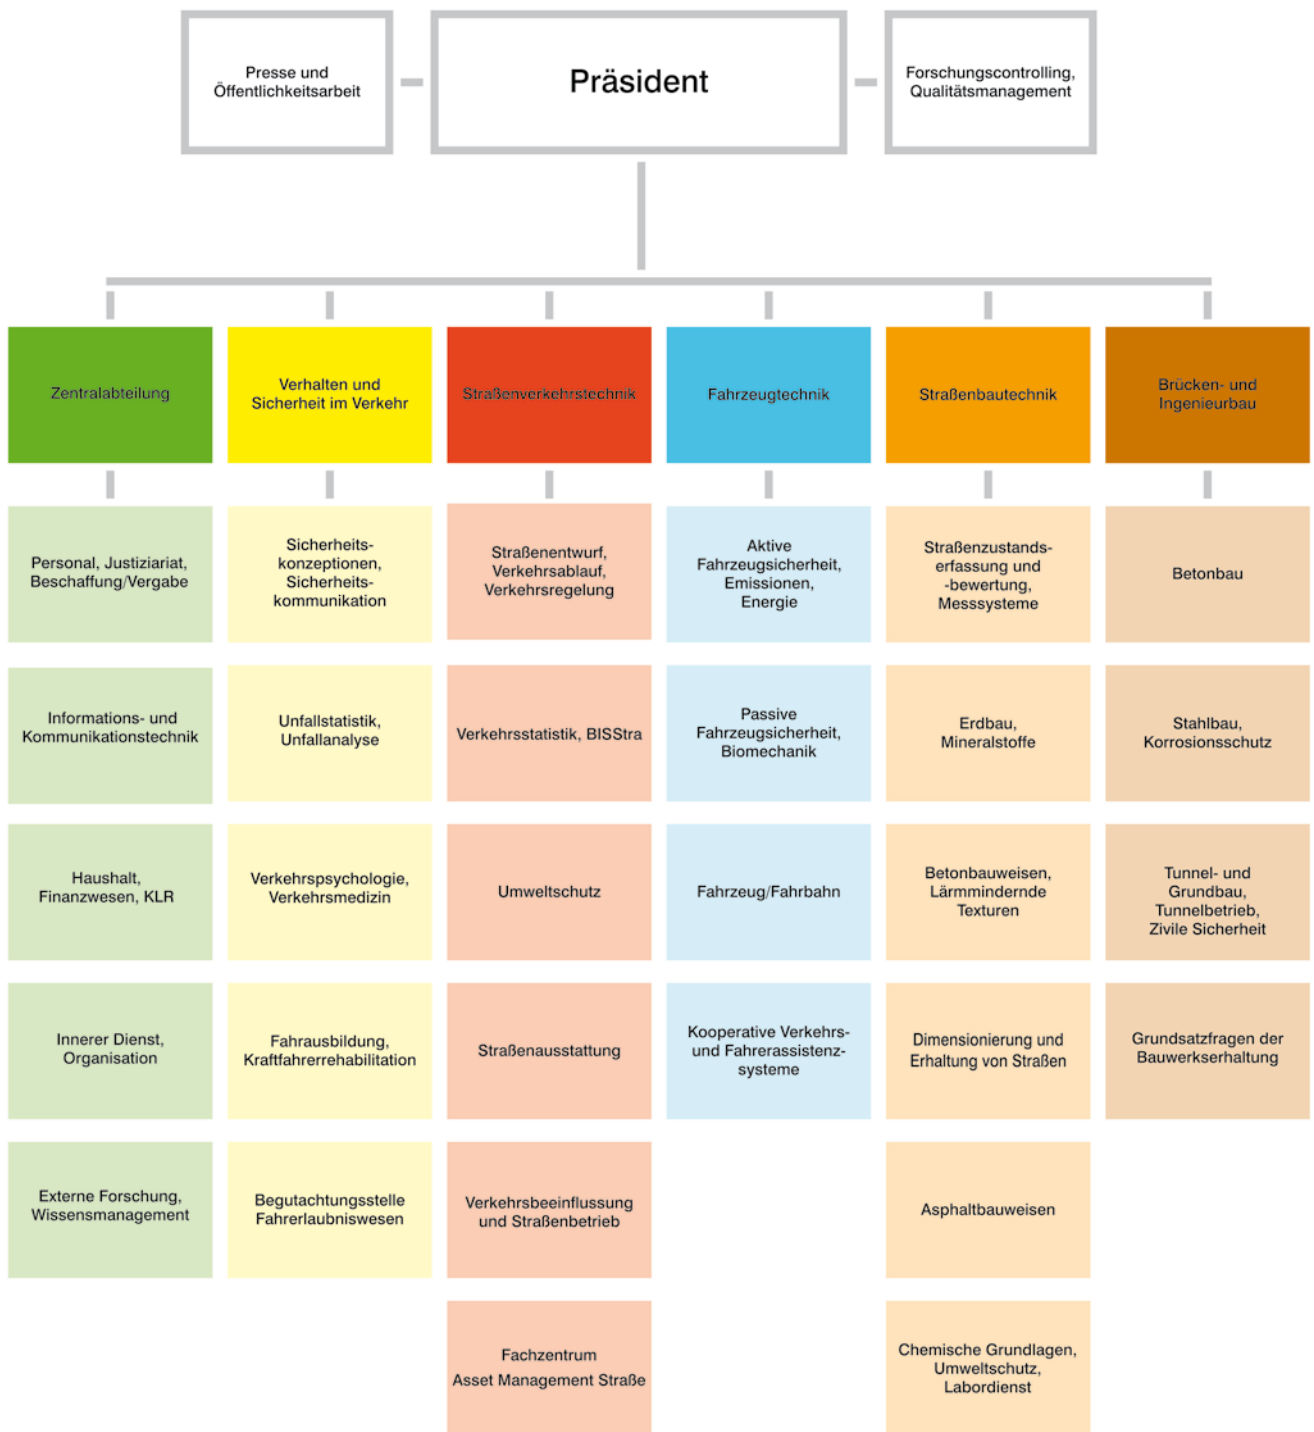 Presse und
Öffentlichkeitsarbeit
Präsident
Forschungscontrolling,
Qualitätsmanagement
Zentralabteilung
Verhalten und
Sicherheit im Verkehr
Straßenverkehrstechnik
Fahrzeugtechnik
Straßenbautechnik
Brücken- und
Ingenieurbau
Personal, Justiziariat,
Beschaffung/Vergabe
Sicherheits-
konzeptionen,
Sicherheits-
kommunikation
Straßenentwurf,
Verkehrsablauf,
Verkehrsregelung
Aktive
Fahrzeugsicherheit,
Emissionen,
Energie
Straßenzustands-
erfassung und
-bewertung,
Messsysteme
Betonbau
Informations- und
Kommunikationstechnik
Unfallstatistik,
Unfallanalyse
Verkehrsstatistik, BISStra
Passive
Fahrzeugsicherheit,
Biomechanik
Erdbau,
Mineralstoffe
Stahlbau,
Korrosionsschutz
Haushalt,
Finanzwesen, KLR
Verkehrspsychologie,
Verkehrsmedizin
Umweltschutz
Fahrzeug/Fahrbahn
Betonbauweisen,
Lärmmindernde
Texturen
Tunnel- und
Grundbau,
Tunnelbetrieb,
Zivile Sicherheit
Innerer Dienst,
Organisation
Fahrausbildung,
Kraftfahrerrehabilitation
Straßenausstattung
Kooperative Verkehrs-
und Fahrerassistenz-
systeme
Dimensionierung und
Erhaltung von Straßen
Grundsatzfragen der
Bauwerkserhaltung
Externe Forschung,
Wissensmanagement
Begutachtungsstelle
Fahrerlaubniswesen
Verkehrsbeeinflussung
und Straßenbetrieb
Asphaltbauweisen
Fachzentrum
Asset Management Straße
Chemische Grundlagen,
Umweltschutz,
Labordienst